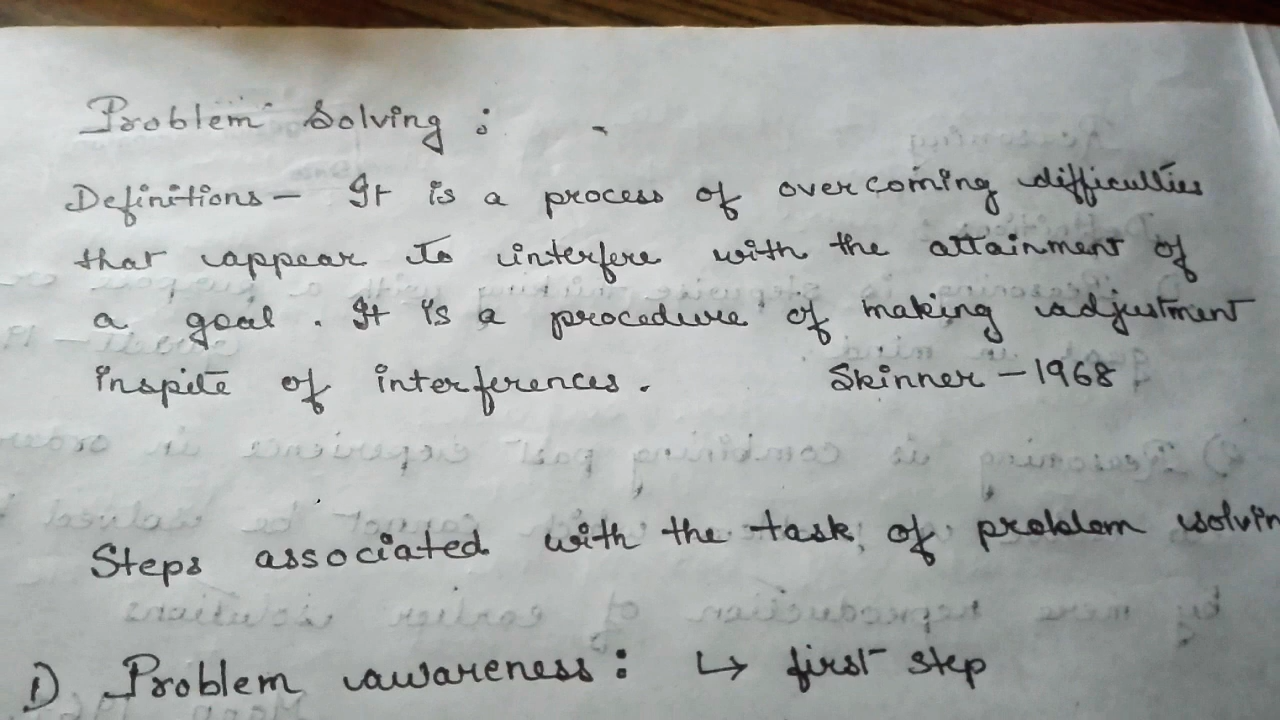 Problem Solving :
Definitions - It is a process of overcoming difficulties
that appear to interfere with the attainment of
a goal. It is a procedure of making adjustment
inspite of interferences. Skinner - 1968
Steps associated with the task of problem solvin
1) Problem awareness : ↳ first step